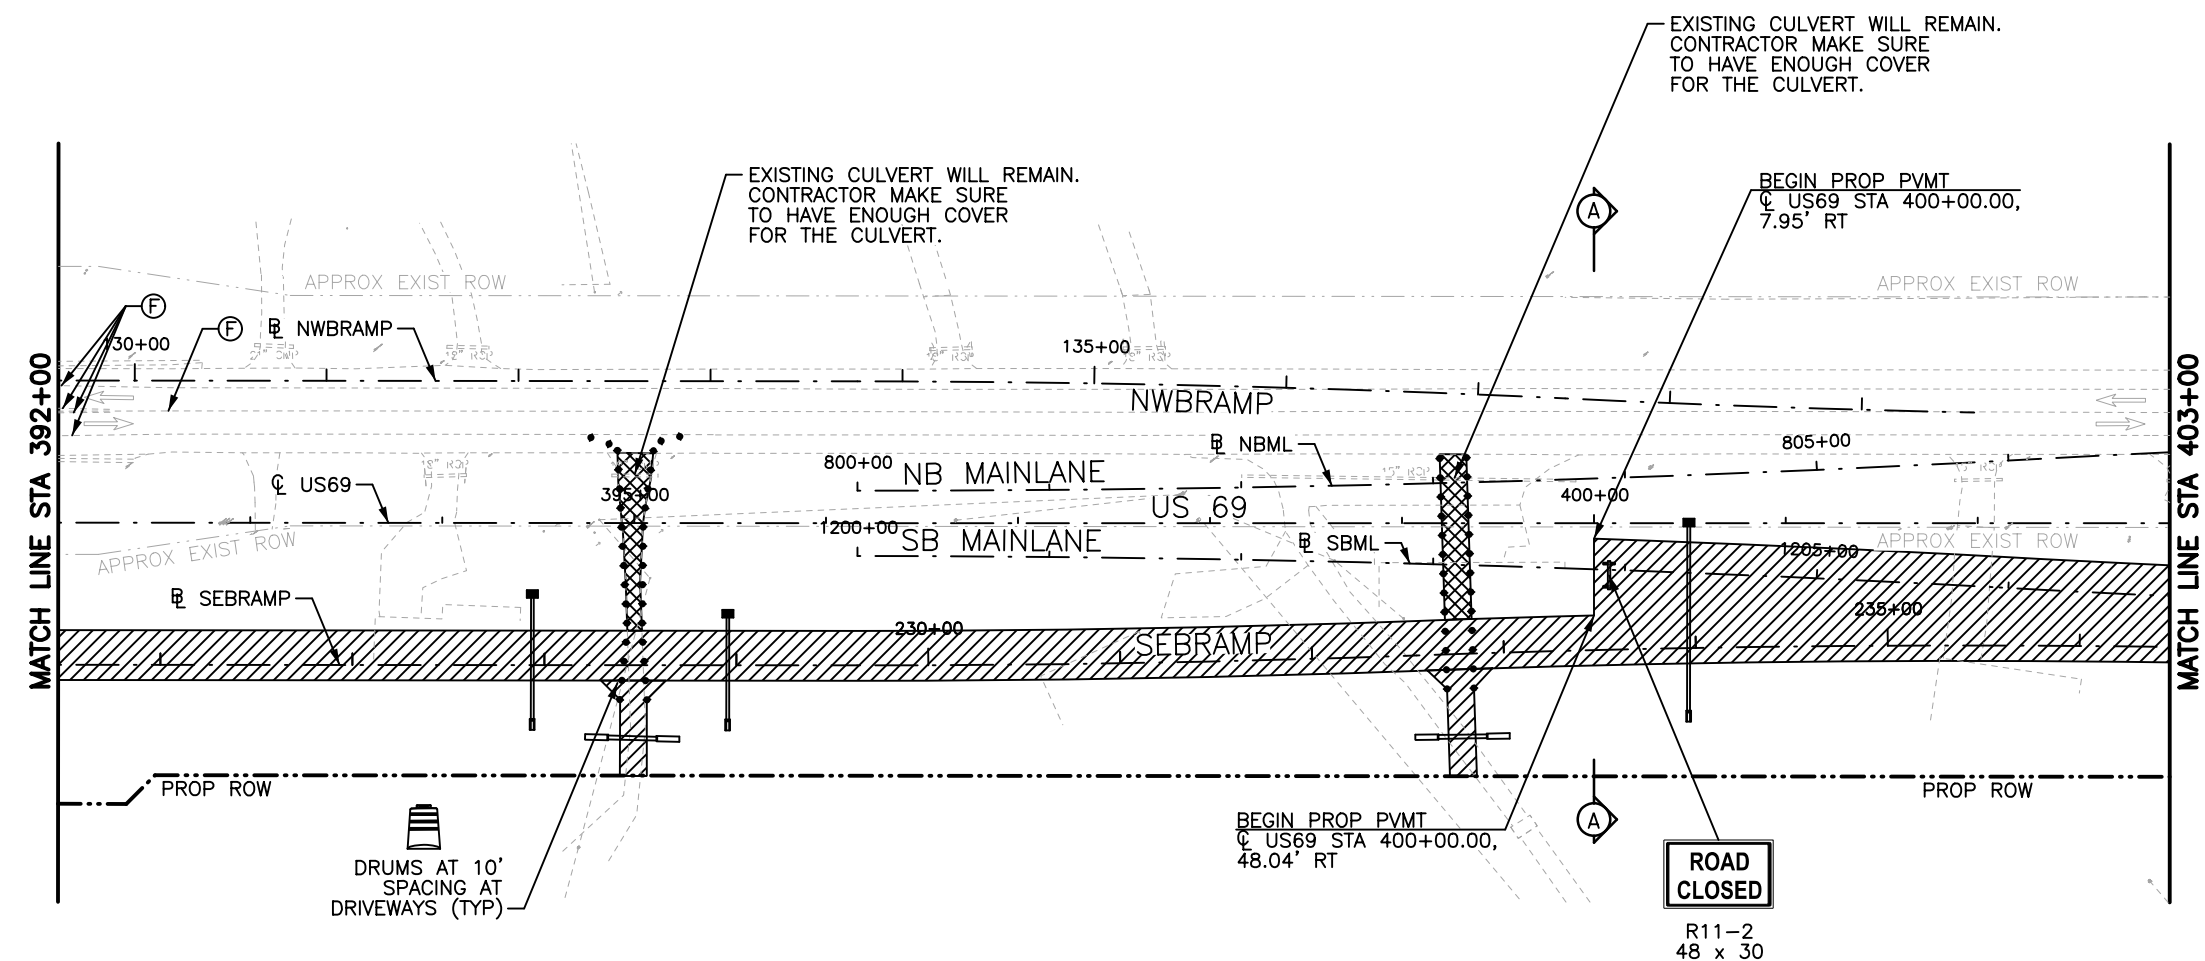 EXISTING CULVERT WILL REMAIN.
CONTRACTOR MAKE SURE
TO HAVE ENOUGH COVER
FOR THE CULVERT.
EXISTING CULVERT WILL REMAIN.
CONTRACTOR MAKE SURE
TO HAVE ENOUGH COVER
FOR THE CULVERT.
BEGIN PROP PVMT
℄ US69 STA 400+00.00,
7.95' RT
A
APPROX EXIST ROW
APPROX EXIST ROW
F
F
NWBRAMP
130+00
135+00
18" RCP
NWBRAMP
MATCH LINE STA 392+00
MATCH LINE STA 403+00
NBML
805+00
800+00
NB MAINLANE
15" RCP
18" RCP
℄ US69
395+00
400+00
US 69
1200+00
SB MAINLANE
SBML
APPROX EXIST ROW
APPROX EXIST ROW
1205+00
SEBRAMP
235+00
230+00
SEBRAMP
PROP ROW
PROP ROW
DRUMS AT 10'
SPACING AT
DRIVEWAYS (TYP)
BEGIN PROP PVMT
℄ US69 STA 400+00.00,
48.04' RT
A
ROAD
CLOSED
R11-2
48 x 30